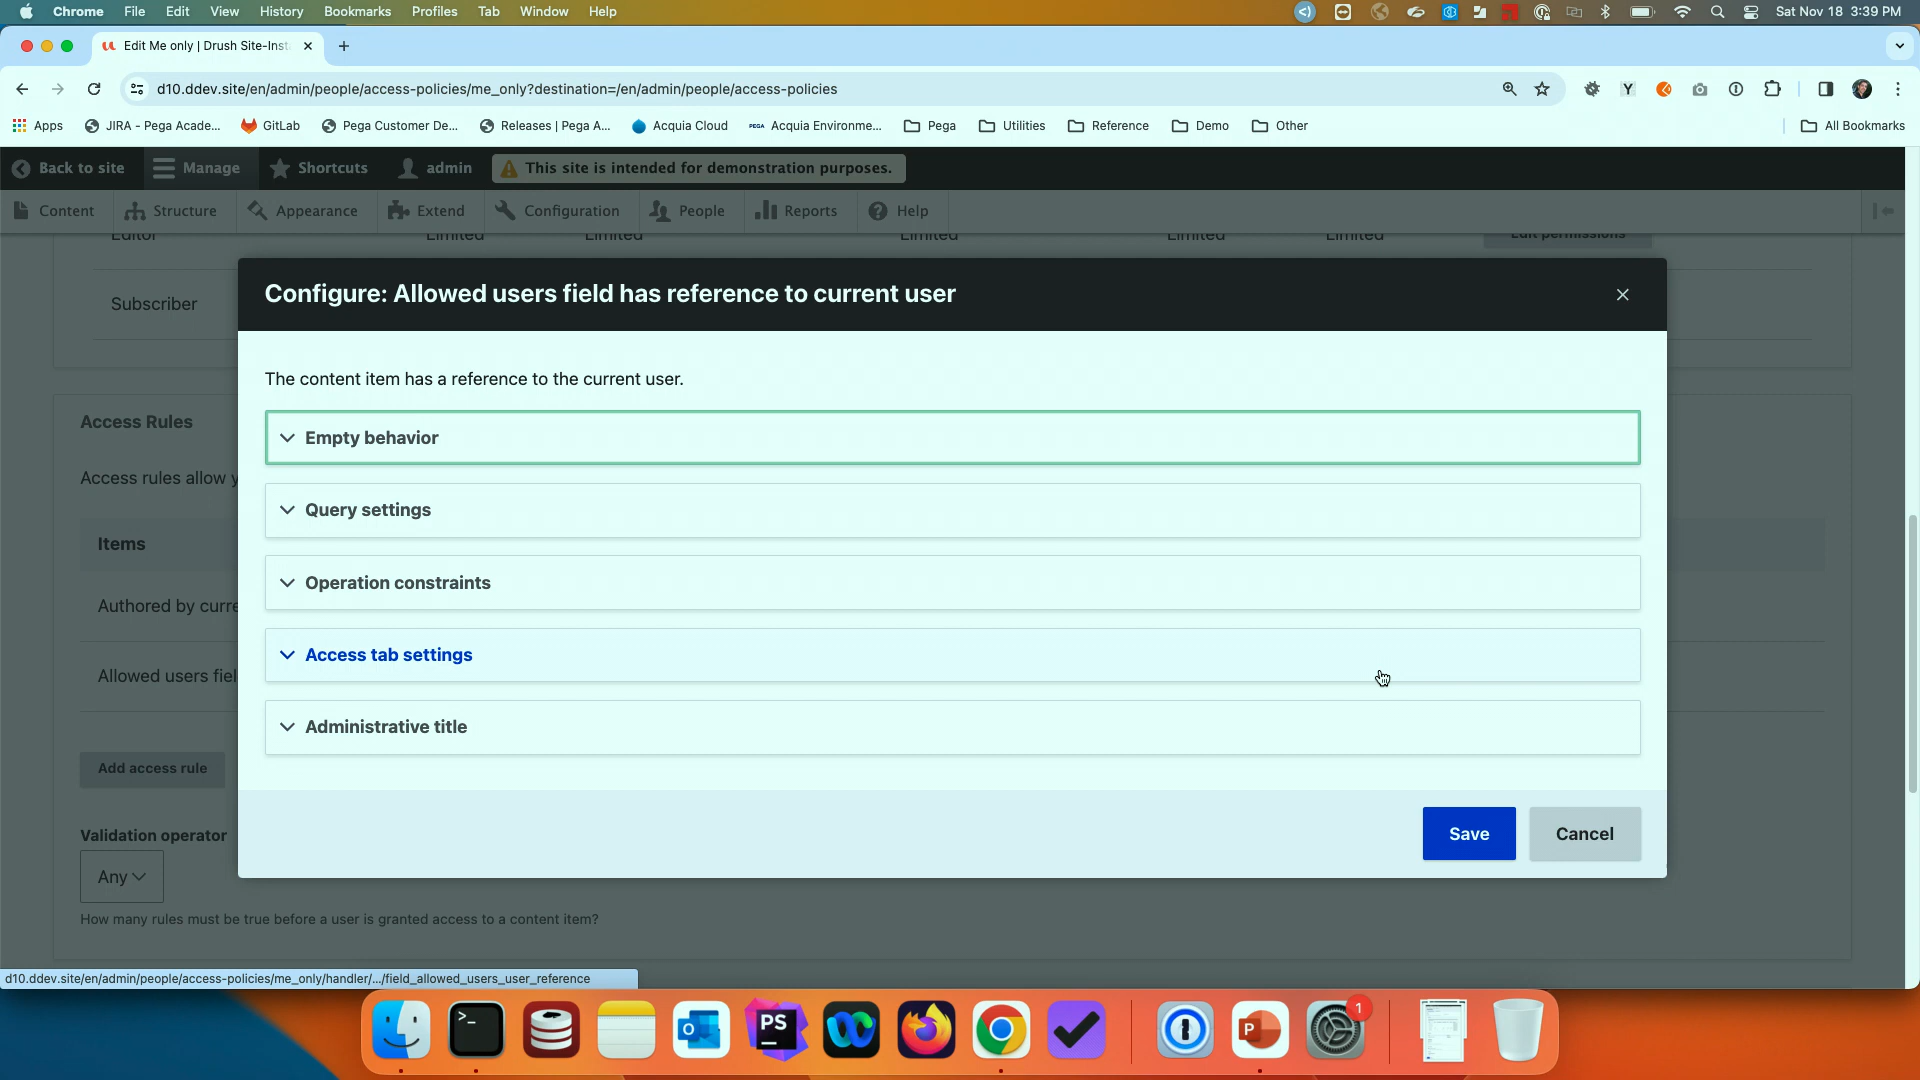 Chrome File Edit View History Bookmarks Profiles Tab Window Help Sat Nov 18 3:39 PM
Edit Me only | Drush Site-Inst
d10.ddev.site/en/admin/people/access-policies/me_only?destination=/en/admin/people/access-policies
Apps JIRA - Pega Acade... GitLab Pega Customer De... Releases | Pega A... Acquia Cloud PEGA Acquia Environme... Pega Utilities Reference Demo Other All Bookmarks
Back to site Manage Shortcuts admin This site is intended for demonstration purposes.
Content Structure Appearance Extend Configuration People Reports Help
Editor Limited Limited Limited Limited Limited Edit permissions
Configure: Allowed users field has reference to current user
Subscriber
The content item has a reference to the current user.
Access Rules
Empty behavior
Access rules allow y
Query settings
Items
Operation constraints
Authored by curre
Access tab settings
Allowed users fiel
Administrative title
Add access rule
Save Cancel
Validation operator
Any
How many rules must be true before a user is granted access to a content item?
d10.ddev.site/en/admin/people/access-policies/me_only/handler/.../field_allowed_users_user_reference
>_ PS P 1